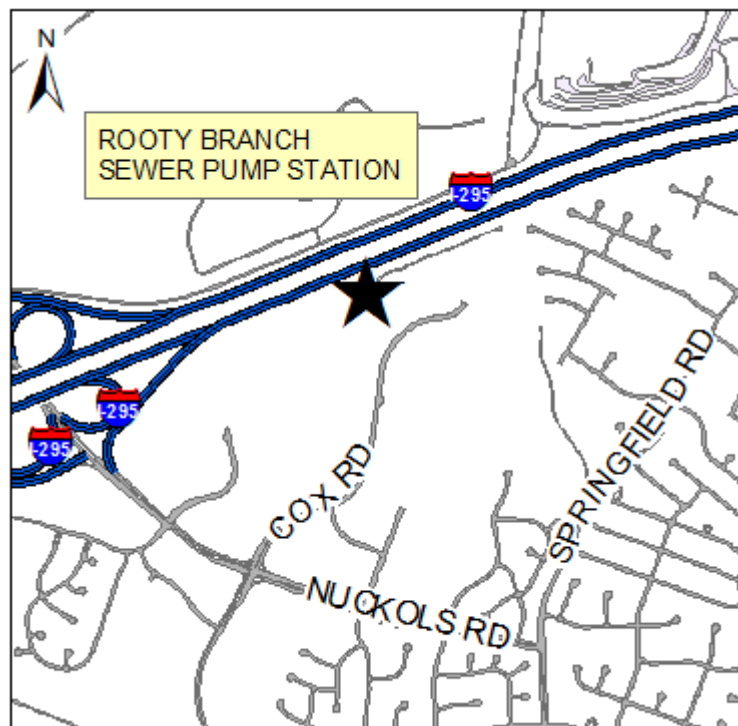 N
ROOTY BRANCH
SEWER PUMP STATION
I-295
I-295
I-295
COX RD
SPRINGFIELD RD
NUCKOLS RD